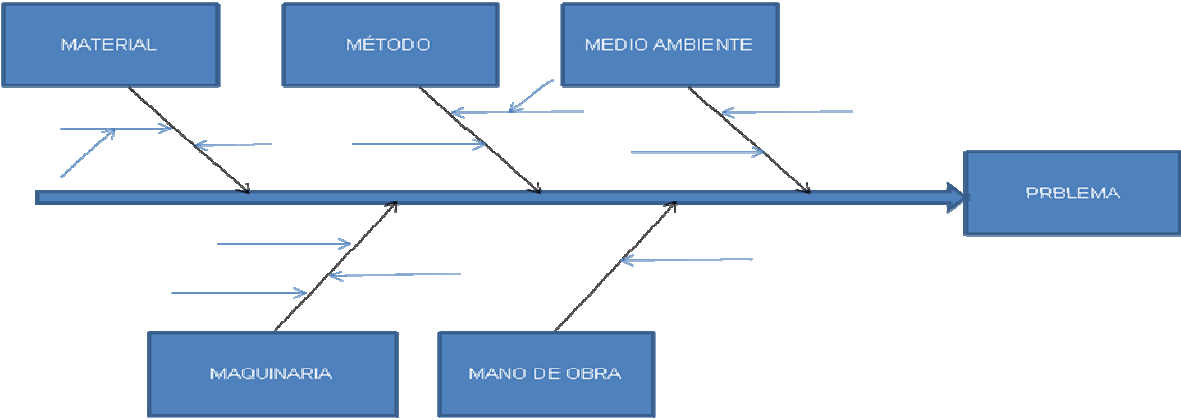 MATERIAL
MÉTODO
MEDIO AMBIENTE
PRBLEMA
MAQUINARIA
MANO DE OBRA